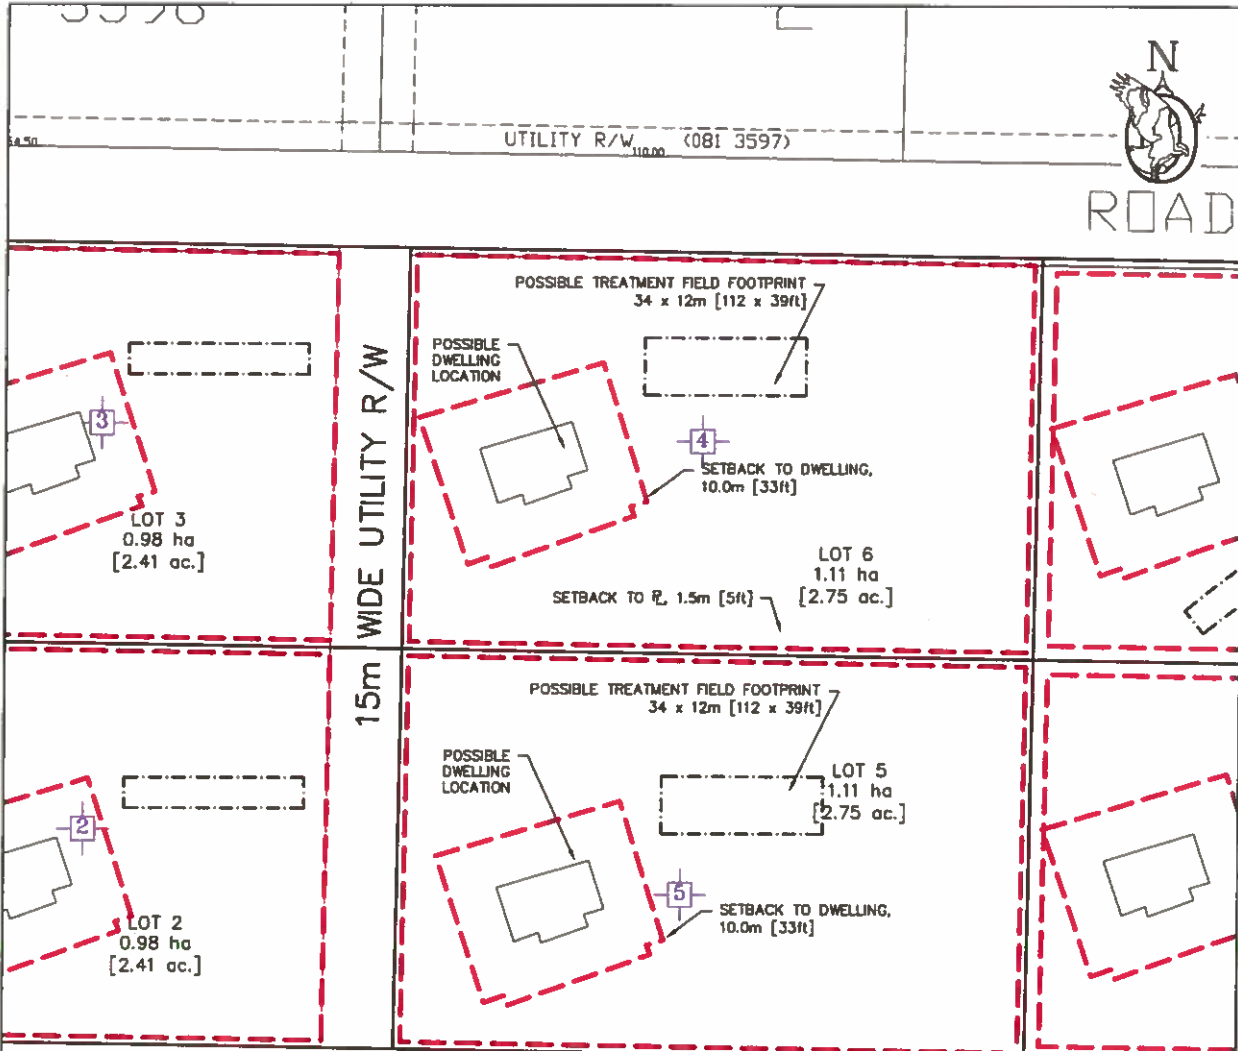 N
UTILITY R/W (081 3597)
110.00
ROAD
POSSIBLE TREATMENT FIELD FOOTPRINT
34 x 12m [112 x 39ft]
POSSIBLE
DWELLING
LOCATION
3
4
SETBACK TO DWELLING,
10.0m [33ft]
LOT 3
0.98 ha
[2.41 ac.]
LOT 6
1.11 ha
[2.75 ac.]
SETBACK TO ⅊ 1.5m [5ft]
15m WIDE UTILITY R/W
POSSIBLE TREATMENT FIELD FOOTPRINT
34 x 12m [112 x 39ft]
POSSIBLE
DWELLING
LOCATION
LOT 5
1.11 ha
[2.75 ac.]
2
5
SETBACK TO DWELLING,
10.0m [33ft]
LOT 2
0.98 ha
[2.41 ac.]